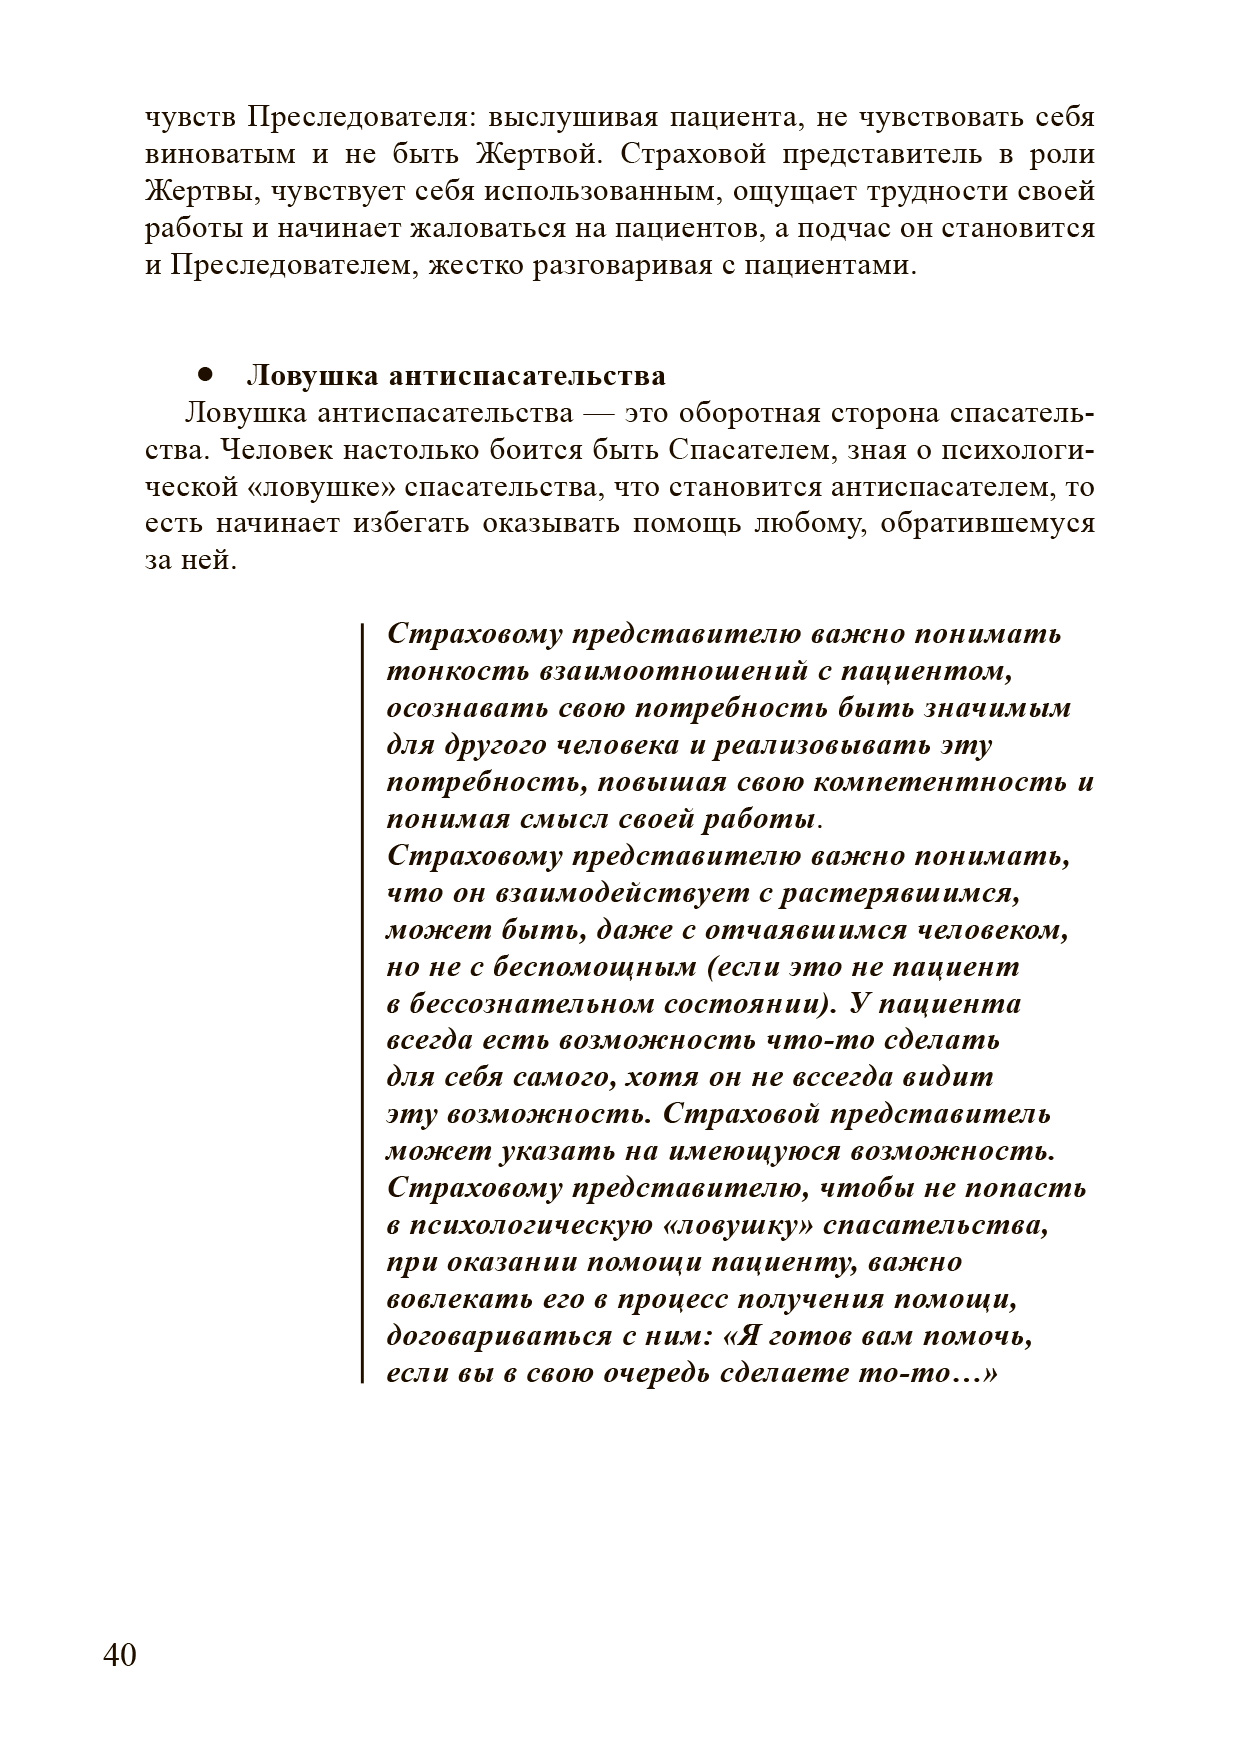 чувств Преследователя: выслушивая пациента, не чувствовать себя
виноватым и не быть Жертвой. Страховой представитель в роли
Жертвы, чувствует себя использованным, ощущает трудности своей
работы и начинает жаловаться на пациентов, а подчас он становится
и Преследователем, жестко разговаривая с пациентами.
● Ловушка антиспасательства
Ловушка антиспасательства — это оборотная сторона спасатель-
ства. Человек настолько боится быть Спасателем, зная о психологи-
ческой «ловушке» спасательства, что становится антиспасателем, то
есть начинает избегать оказывать помощь любому, обратившемуся
за ней.
Страховому представителю важно понимать
тонкость взаимоотношений с пациентом,
осознавать свою потребность быть значимым
для другого человека и реализовывать эту
потребность, повышая свою компетентность и
понимая смысл своей работы.
Страховому представителю важно понимать,
что он взаимодействует с растерявшимся,
может быть, даже с отчаявшимся человеком,
но не с беспомощным (если это не пациент
в бессознательном состоянии). У пациента
всегда есть возможность что-то сделать
для себя самого, хотя он не вссегда видит
эту возможность. Страховой представитель
может указать на имеющуюся возможность.
Страховому представителю, чтобы не попасть
в психологическую «ловушку» спасательства,
при оказании помощи пациенту, важно
вовлекать его в процесс получения помощи,
договариваться с ним: «Я готов вам помочь,
если вы в свою очередь сделаете то-то…»
40